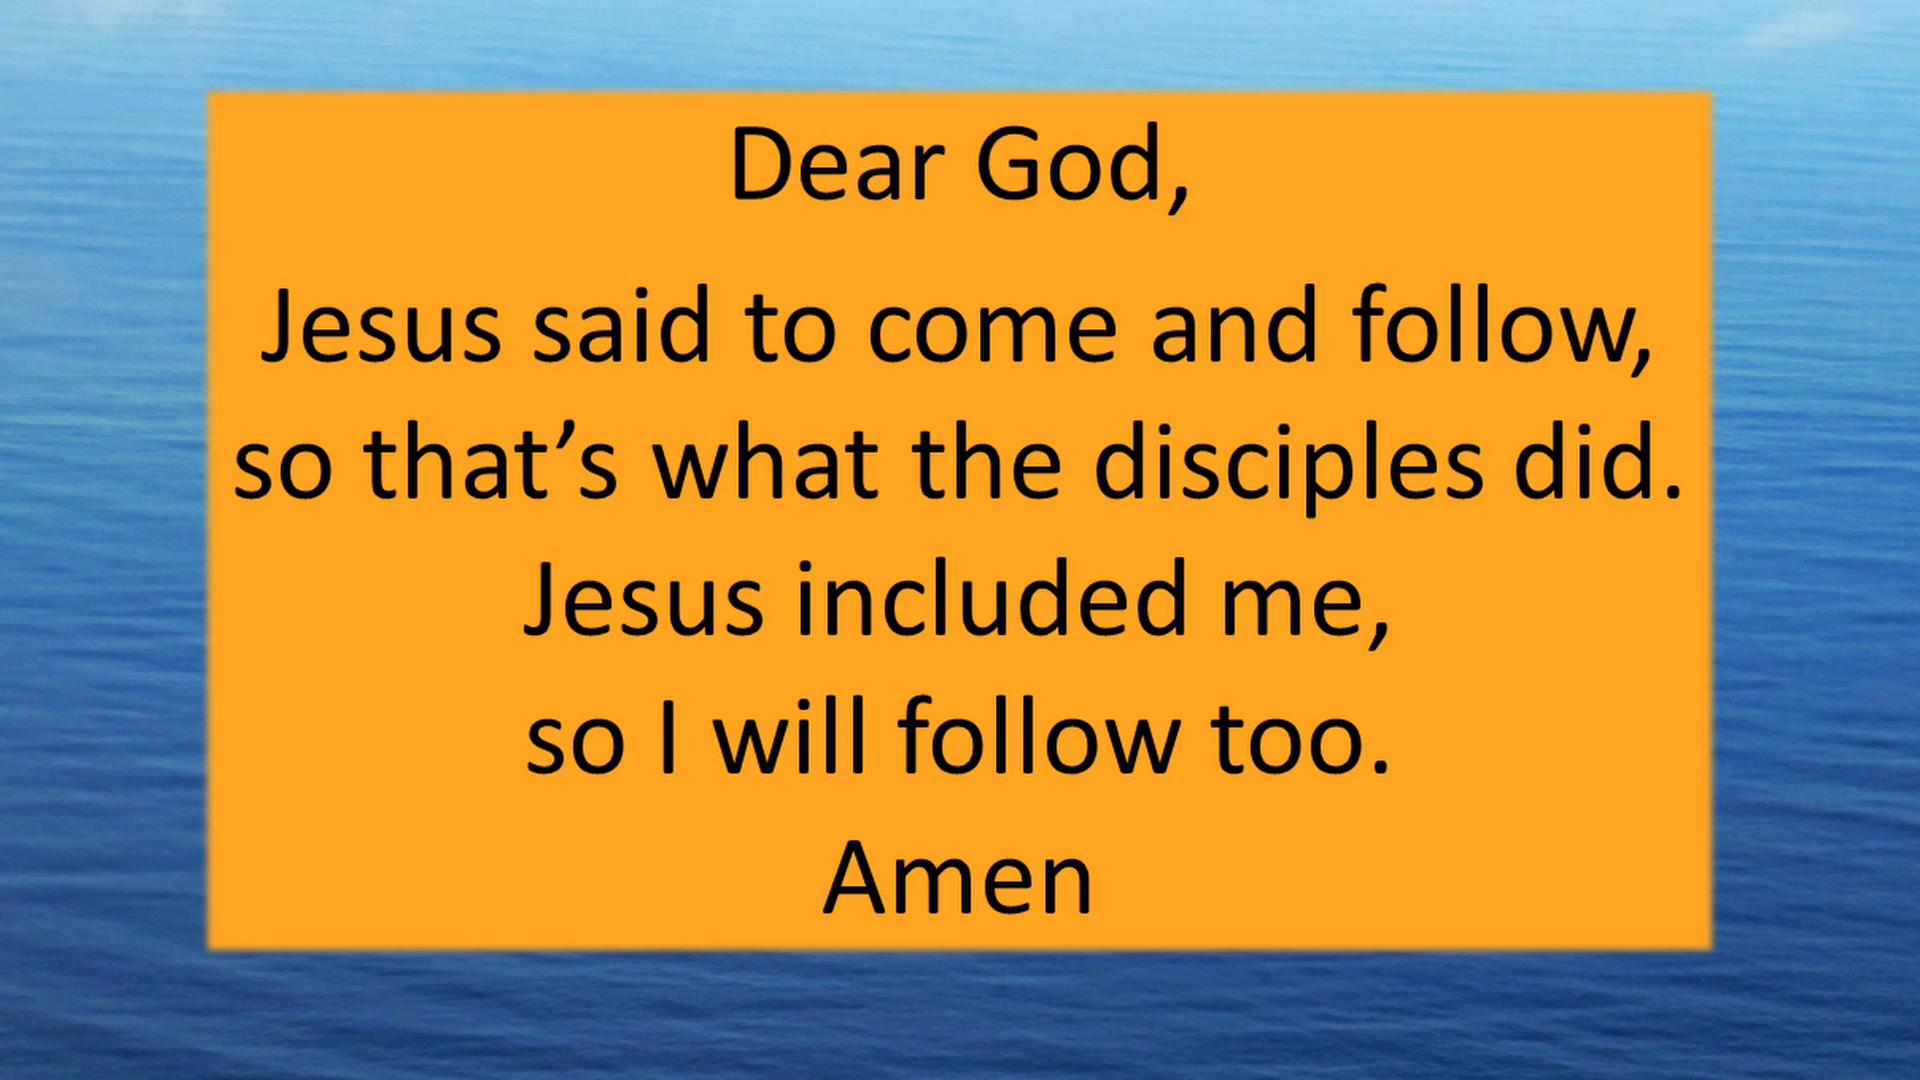 Dear God,
Jesus said to come and follow,
so that’s what the disciples did.
Jesus included me,
so I will follow too.
Amen